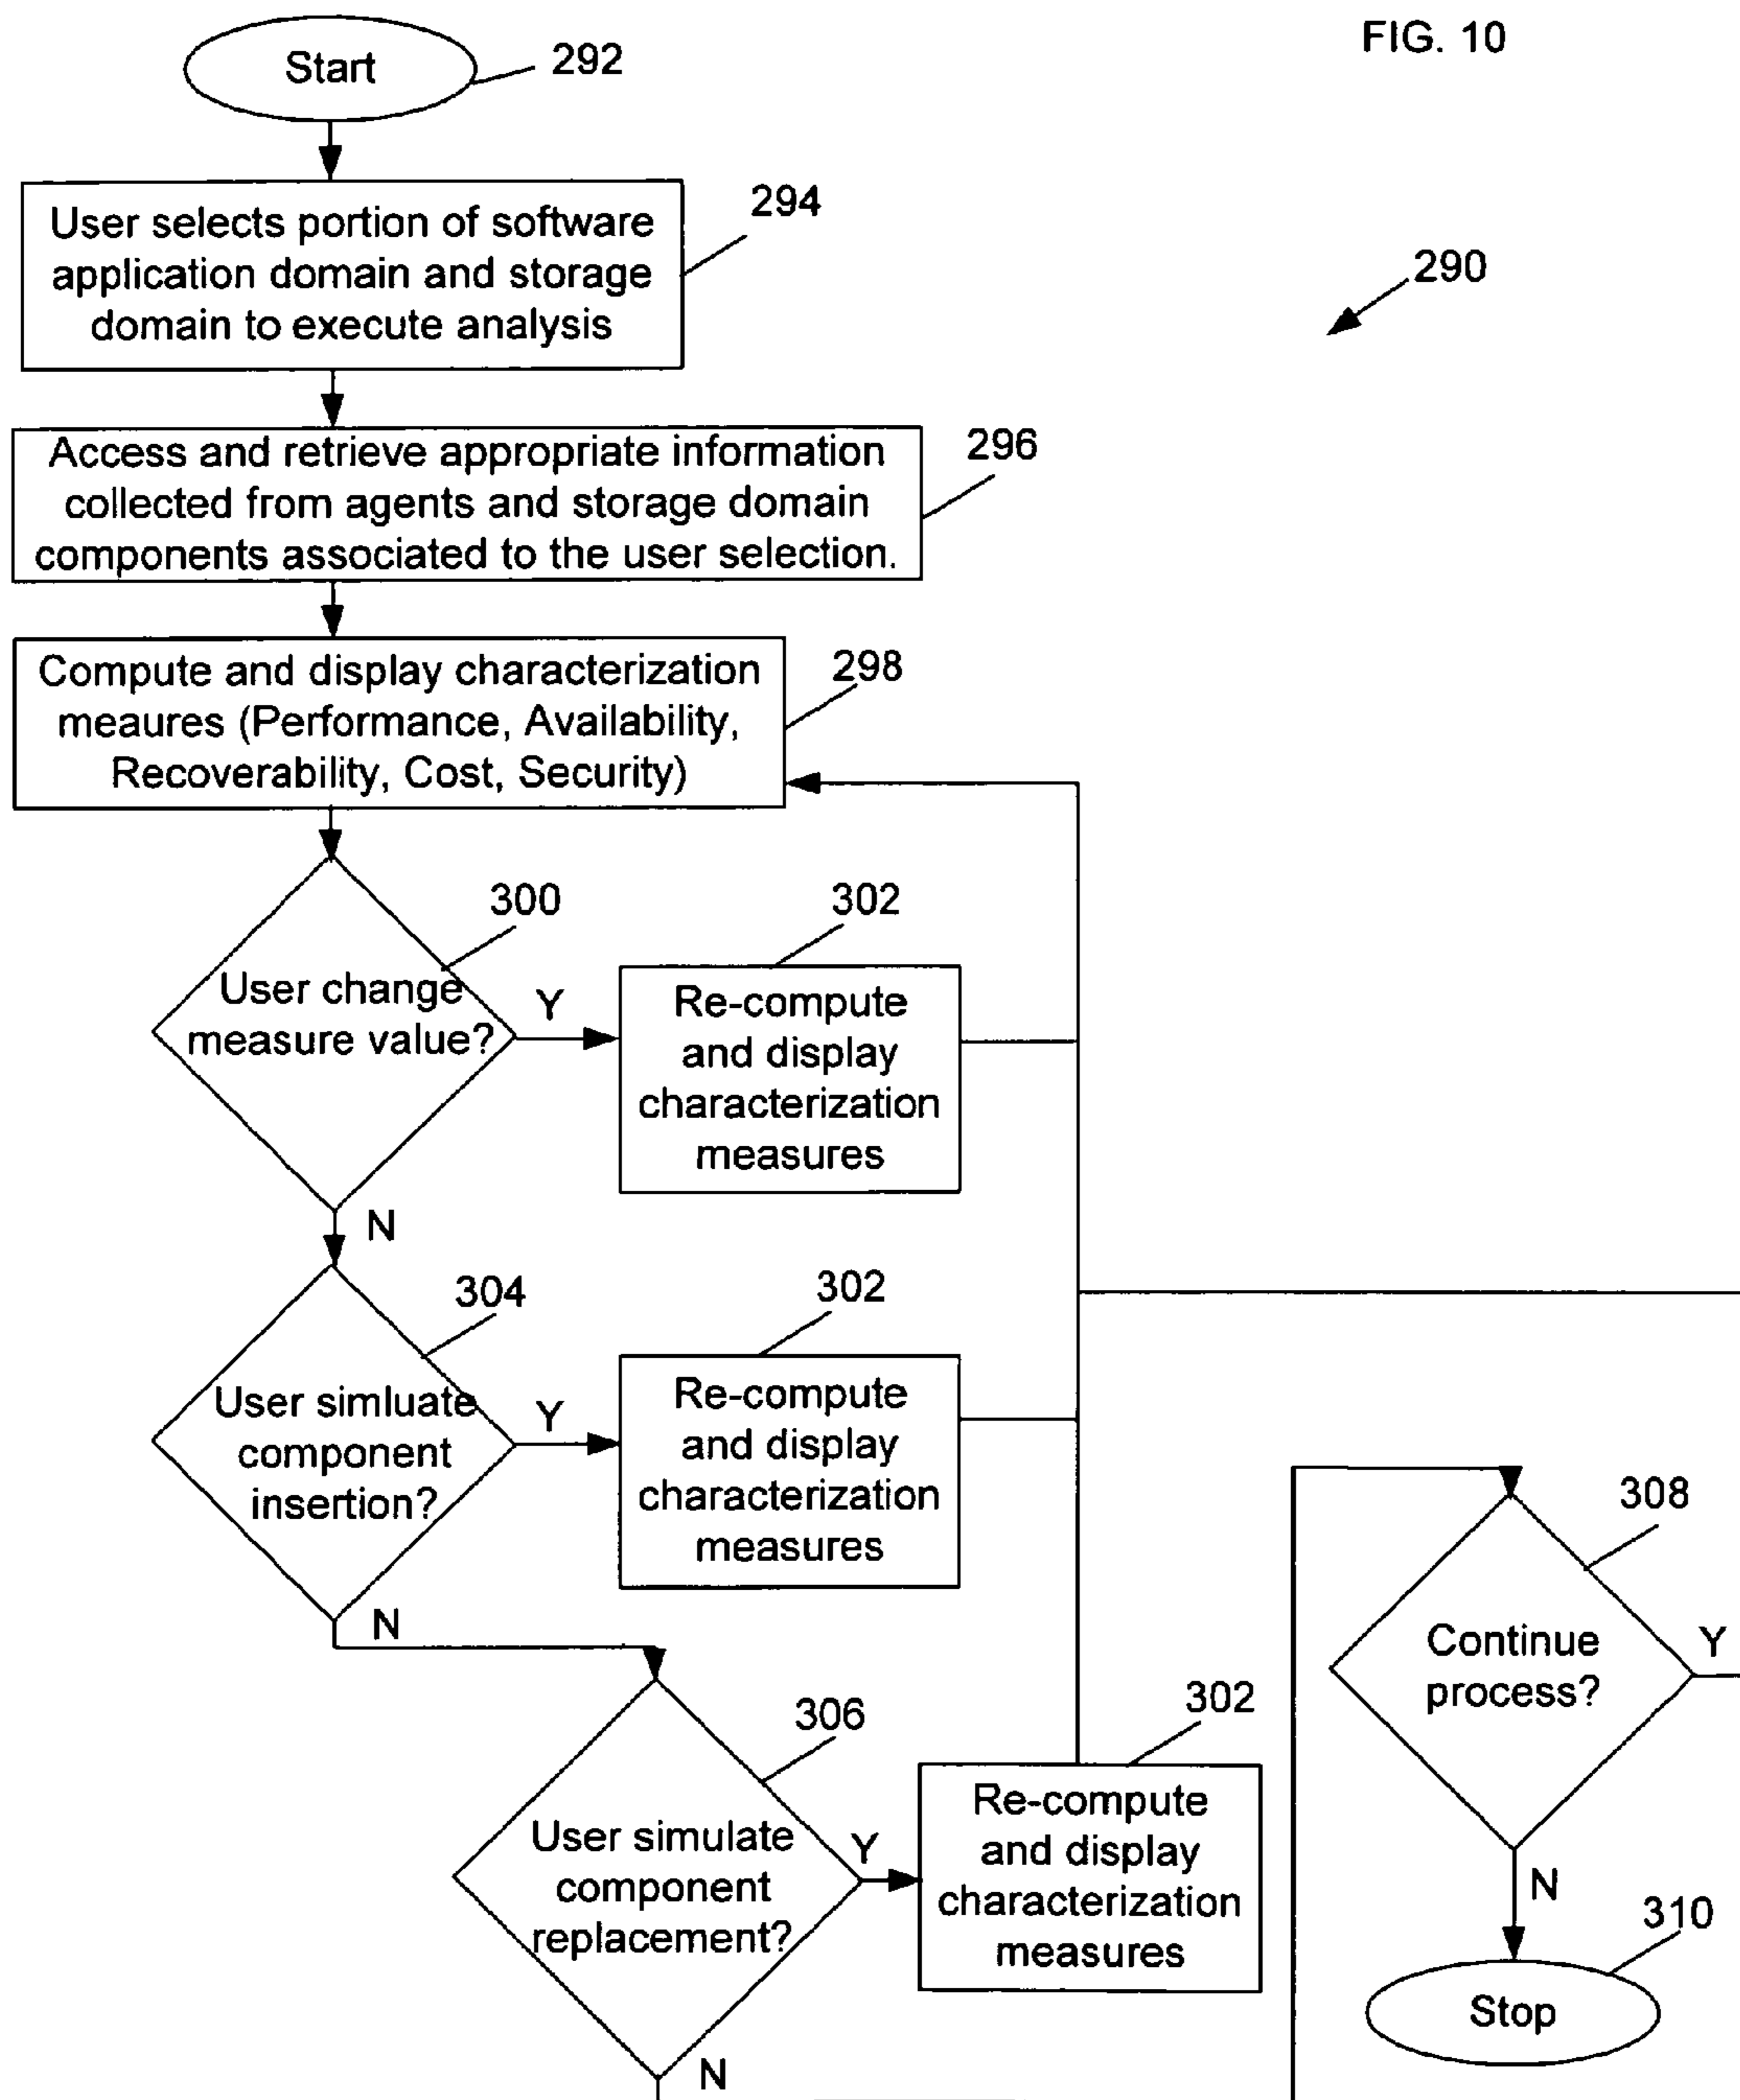 FIG. 10
Start
292
User selects portion of software
application domain and storage
domain to execute analysis
294
290
Access and retrieve appropriate information
collected from agents and storage domain
components associated to the user selection.
296
Compute and display characterization
meaures (Performance, Availability,
Recoverability, Cost, Security)
298
300
User change
measure value?
Y
N
302
Re-compute
and display
characterization
measures
304
User simluate
component
insertion?
Y
N
302
Re-compute
and display
characterization
measures
306
User simulate
component
replacement?
Y
N
302
Re-compute
and display
characterization
measures
308
Continue
process?
Y
N
310
Stop